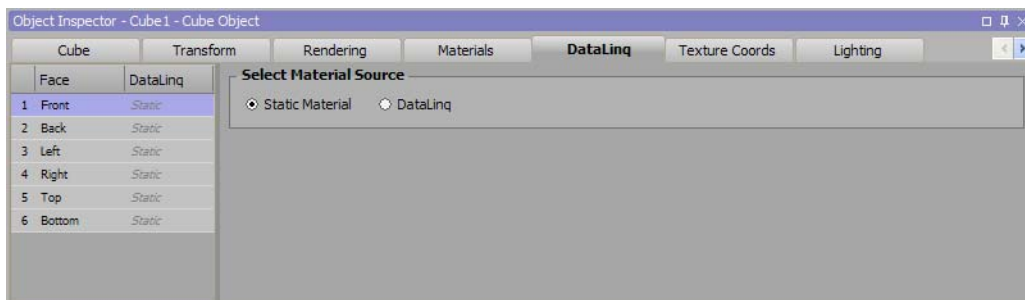 Object Inspector - Cube1 - Cube Object
Cube Transform Rendering Materials DataLinq Texture Coords Lighting
Face DataLinq
Select Material Source
Static Material DataLinq
1 Front Static
2 Back Static
3 Left Static
4 Right Static
5 Top Static
6 Bottom Static